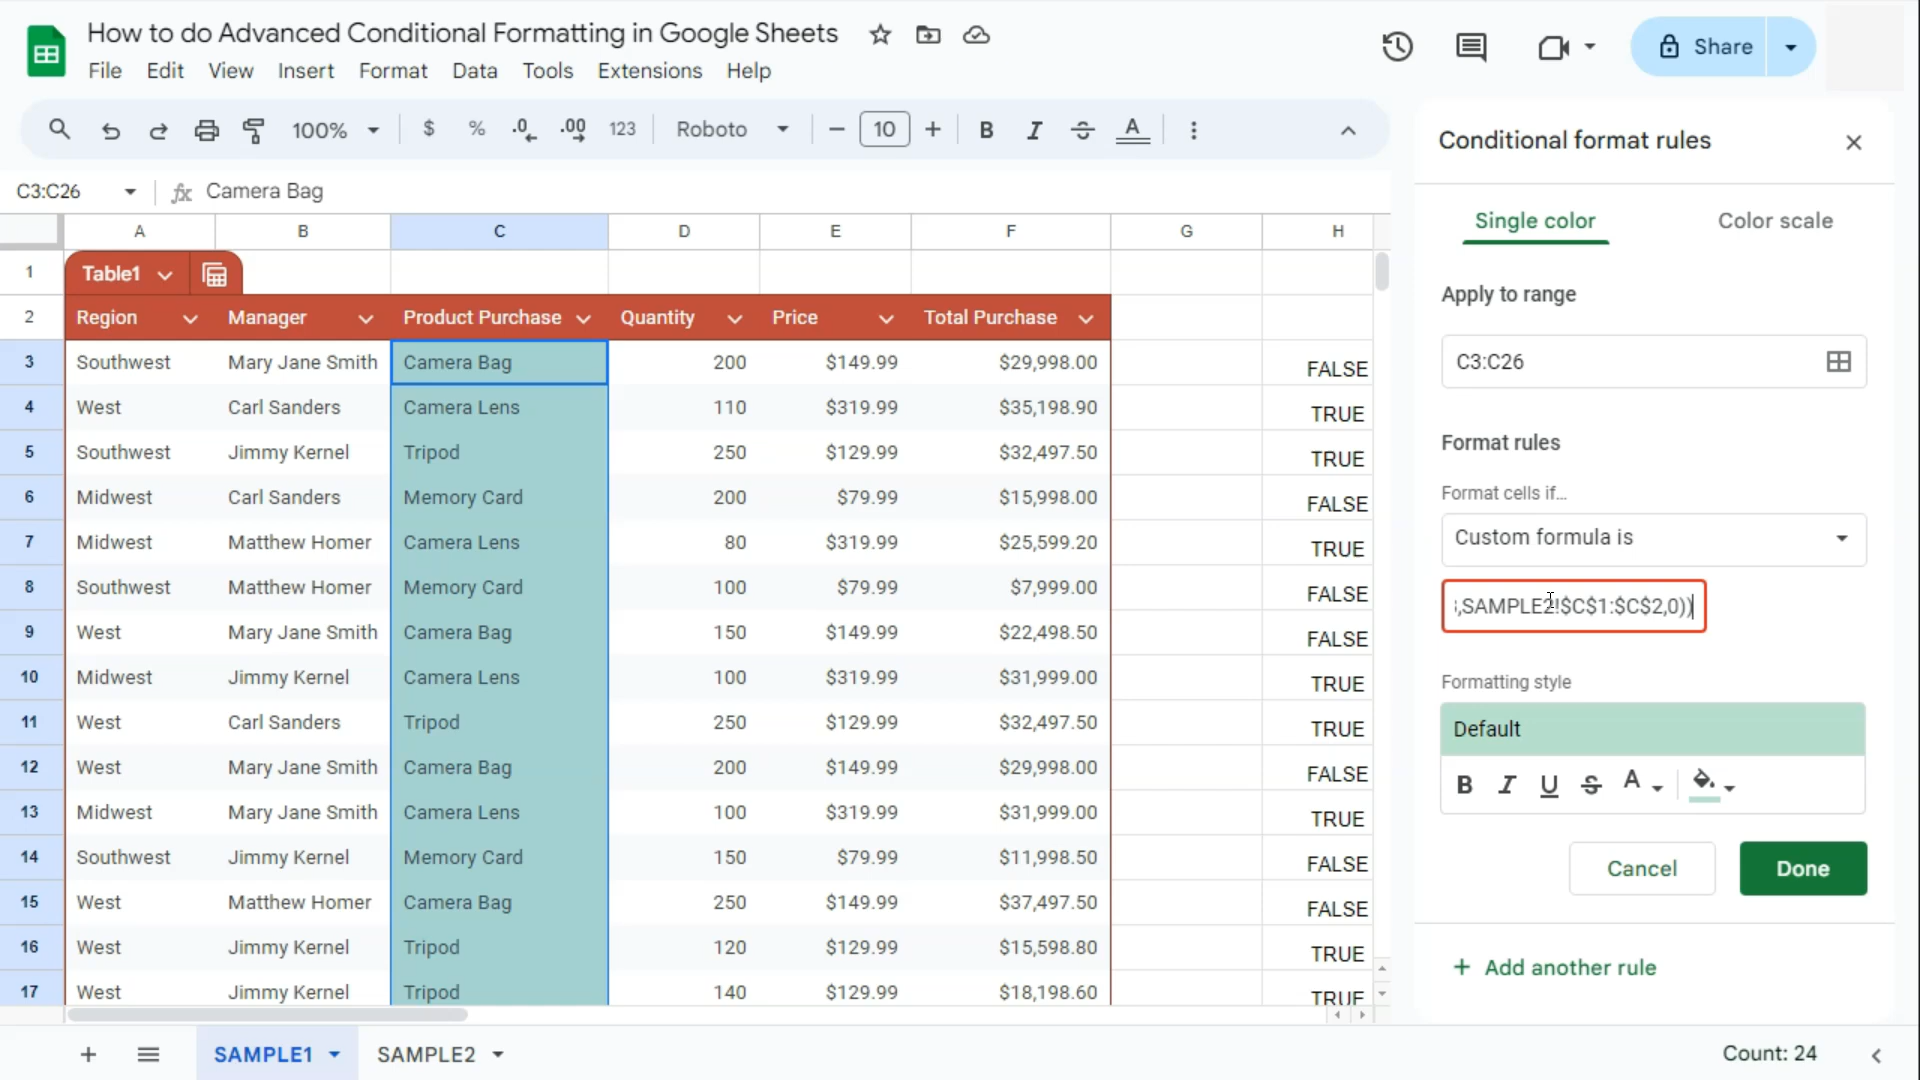 How to do Advanced Conditional Formatting in Google Sheets
File Edit View Insert Format Data Tools Extensions Help
Share
100% $ % .0 .00 123 Roboto 10 B I S A
C3:C26 fx Camera Bag
A B C D E F G H
1 Table1
2 Region Manager Product Purchase Quantity Price Total Purchase
3 Southwest Mary Jane Smith Camera Bag 200 $149.99 $29,998.00 FALSE
4 West Carl Sanders Camera Lens 110 $319.99 $35,198.90 TRUE
5 Southwest Jimmy Kernel Tripod 250 $129.99 $32,497.50 TRUE
6 Midwest Carl Sanders Memory Card 200 $79.99 $15,998.00 FALSE
7 Midwest Matthew Homer Camera Lens 80 $319.99 $25,599.20 TRUE
8 Southwest Matthew Homer Memory Card 100 $79.99 $7,999.00 FALSE
9 West Mary Jane Smith Camera Bag 150 $149.99 $22,498.50 FALSE
10 Midwest Jimmy Kernel Camera Lens 100 $319.99 $31,999.00 TRUE
11 West Carl Sanders Tripod 250 $129.99 $32,497.50 TRUE
12 West Mary Jane Smith Camera Bag 200 $149.99 $29,998.00 FALSE
13 Midwest Mary Jane Smith Camera Lens 100 $319.99 $31,999.00 TRUE
14 Southwest Jimmy Kernel Memory Card 150 $79.99 $11,998.50 FALSE
15 West Matthew Homer Camera Bag 250 $149.99 $37,497.50 FALSE
16 West Jimmy Kernel Tripod 120 $129.99 $15,598.80 TRUE
17 West Jimmy Kernel Tripod 140 $129.99 $18,198.60 TRUE
SAMPLE1 SAMPLE2 Count: 24
Conditional format rules
Single color Color scale
Apply to range
C3:C26
Format rules
Format cells if...
Custom formula is
,SAMPLE2!$C$1:$C$2,0))
Formatting style
Default
B I U S A
Cancel Done
+ Add another rule